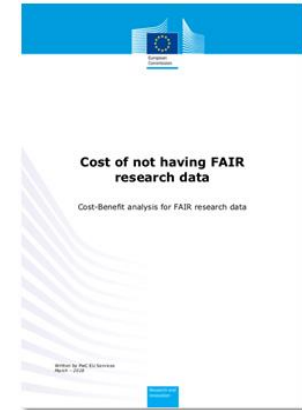 European
Commission
Cost of not having FAIR
research data
Cost-Benefit analysis for FAIR research data
Written by PwC EU Services
March – 2018
Research and
Innovation